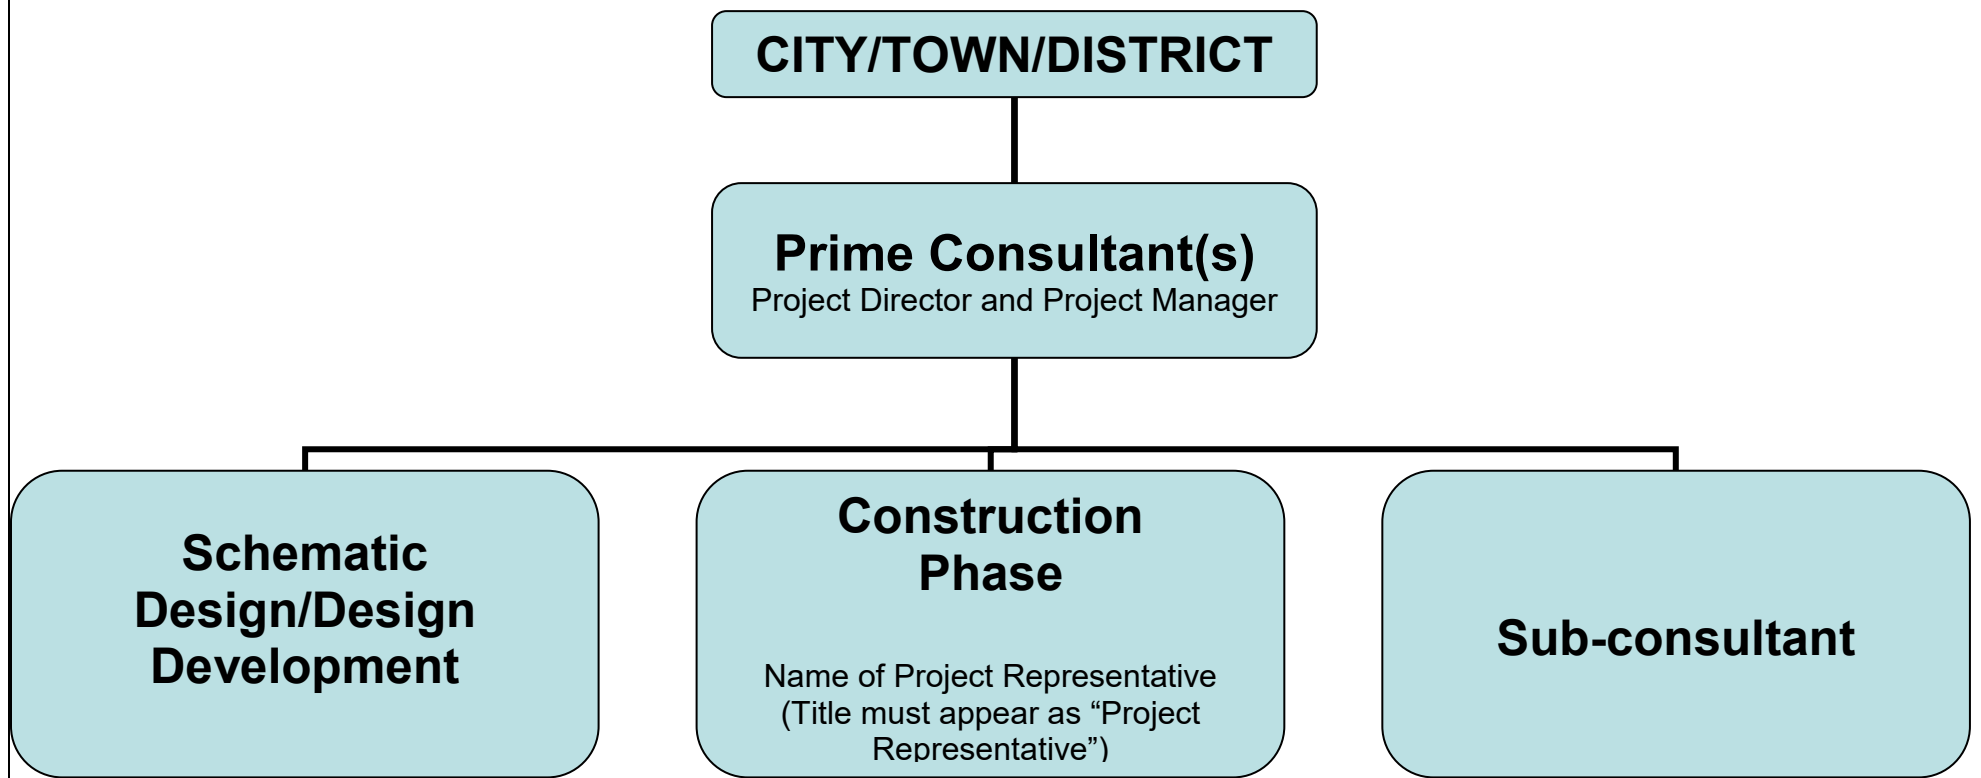 CITY/TOWN/DISTRICT
Prime Consultant(s)
Project Director and Project Manager
Schematic
Design/Design
Development
Construction
Phase
Name of Project Representative
(Title must appear as “Project
Representative”)
Sub-consultant